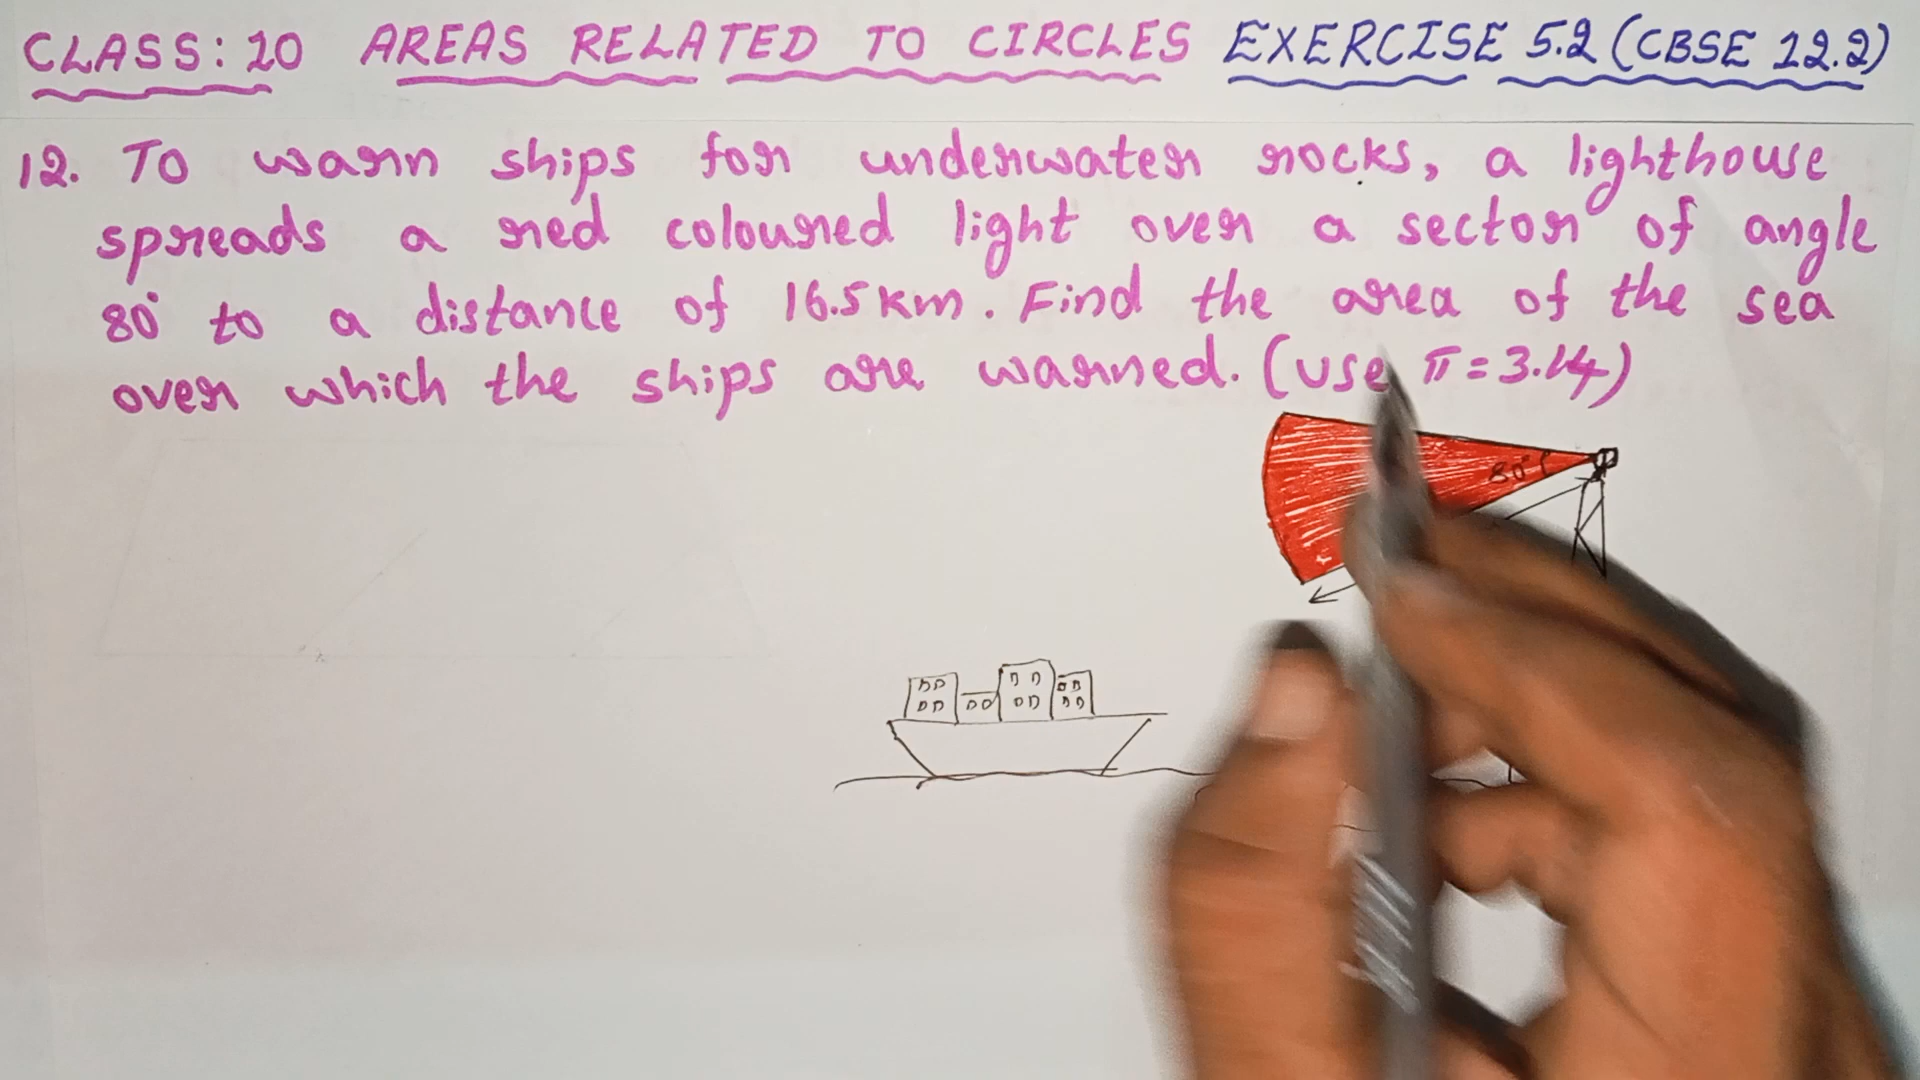 CLASS: 10 AREAS RELATED TO CIRCLES EXERCISE 5.2 (CBSE 12.2)
12. To warn ships for underwater rocks, a lighthouse
spreads a red coloured light over a sector of angle
80° to a distance of 16.5 km. Find the area of the sea
over which the ships are warned. (Use π = 3.14)
80°